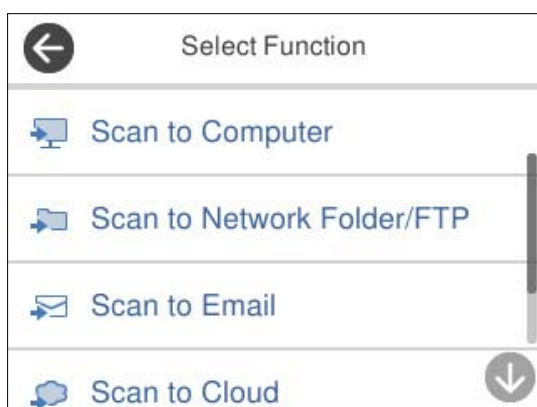 Select Function
Scan to Computer
Scan to Network Folder/FTP
Scan to Email
Scan to Cloud